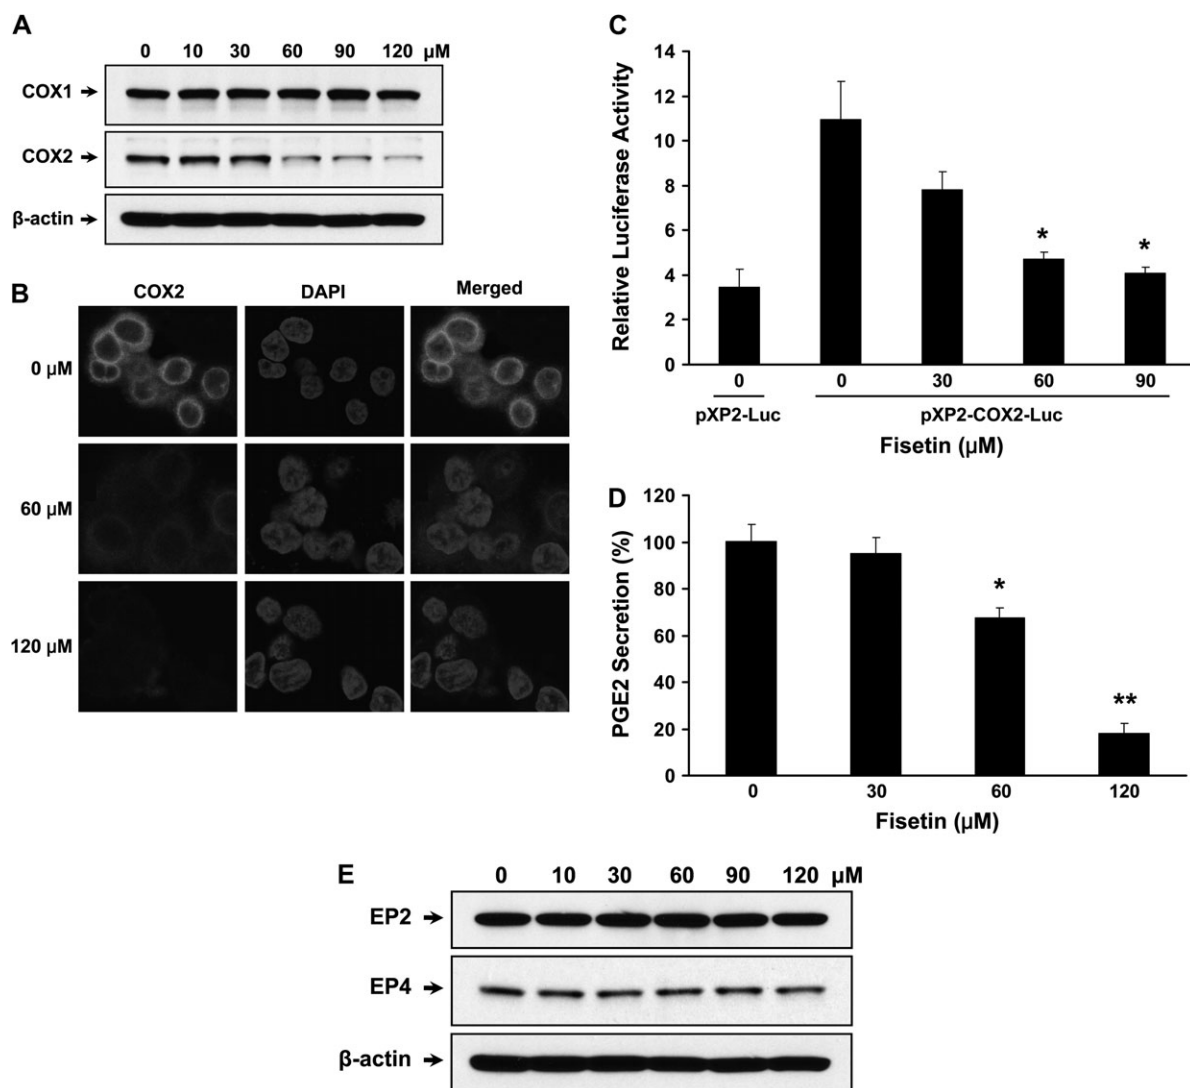 A
0 10 30 60 90 120 µM
COX1
COX2
β-actin
B
COX2 DAPI Merged
0 µM
60 µM
120 µM
C
Relative Luciferase Activity
14
12
10
8
6
4
2
0
* *
0 0 30 60 90
pXP2-Luc pXP2-COX2-Luc
Fisetin (µM)
D
PGE2 Secretion (%)
120
100
80
60
40
20
0
* **
0 30 60 120
Fisetin (µM)
E
0 10 30 60 90 120 µM
EP2
EP4
β-actin